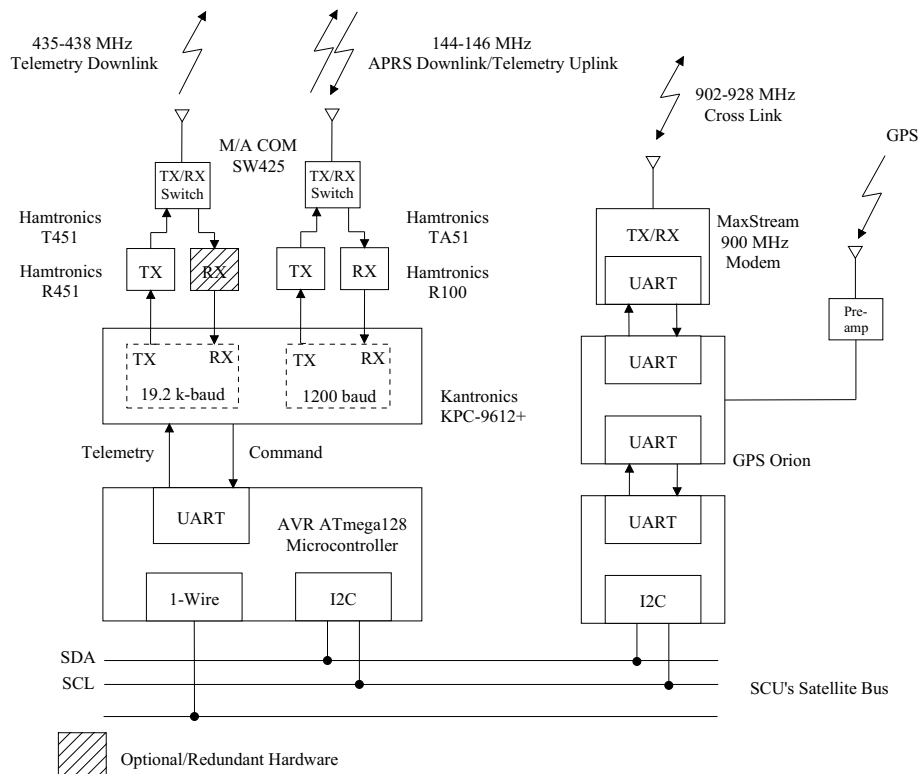 435-438 MHz
Telemetry Downlink
144-146 MHz
APRS Downlink/Telemetry Uplink
902-928 MHz
Cross Link
GPS
M/A COM
SW425
TX/RX
Switch
TX/RX
Switch
Hamtronics
T451
Hamtronics
R451
TX
RX
TX
RX
Hamtronics
TA51
Hamtronics
R100
TX/RX
UART
MaxStream
900 MHz
Modem
Pre-
amp
TX
RX
19.2 k-baud
TX
RX
1200 baud
Kantronics
KPC-9612+
UART
UART
GPS Orion
Telemetry
Command
UART
AVR ATmega128
Microcontroller
1-Wire
I2C
UART
I2C
SDA
SCL
SCU's Satellite Bus
Optional/Redundant Hardware